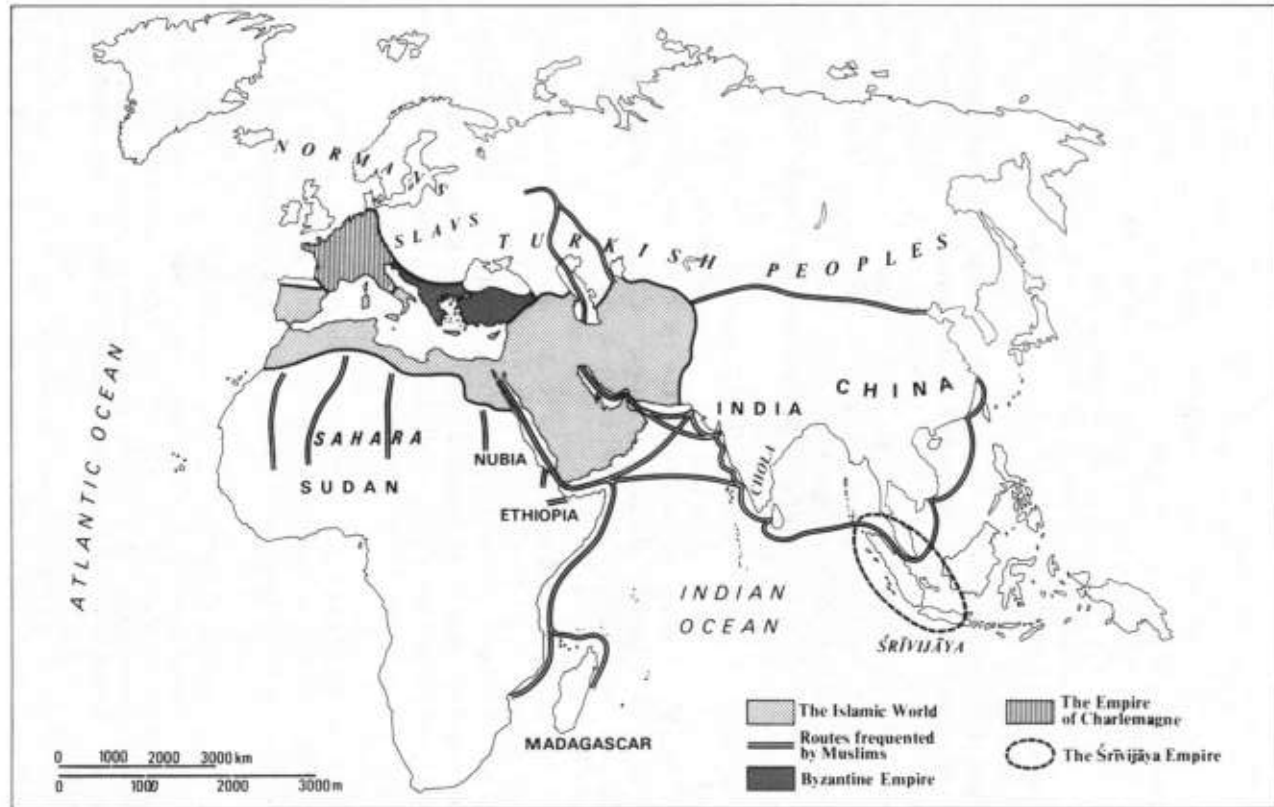 NORMANS
SLAVS
TURKISH PEOPLES
ATLANTIC OCEAN
CHINA
INDIA
CHOLA
SAHARA
NUBIA
SUDAN
ETHIOPIA
INDIAN
OCEAN
ŚRĪVIJĀYA
MADAGASCAR
The Islamic World
Routes frequented
by Muslims
Byzantine Empire
The Empire
of Charlemagne
The Śrīvijāya Empire
0 1000 2000 3000 km
0 1000 2000 3000 m